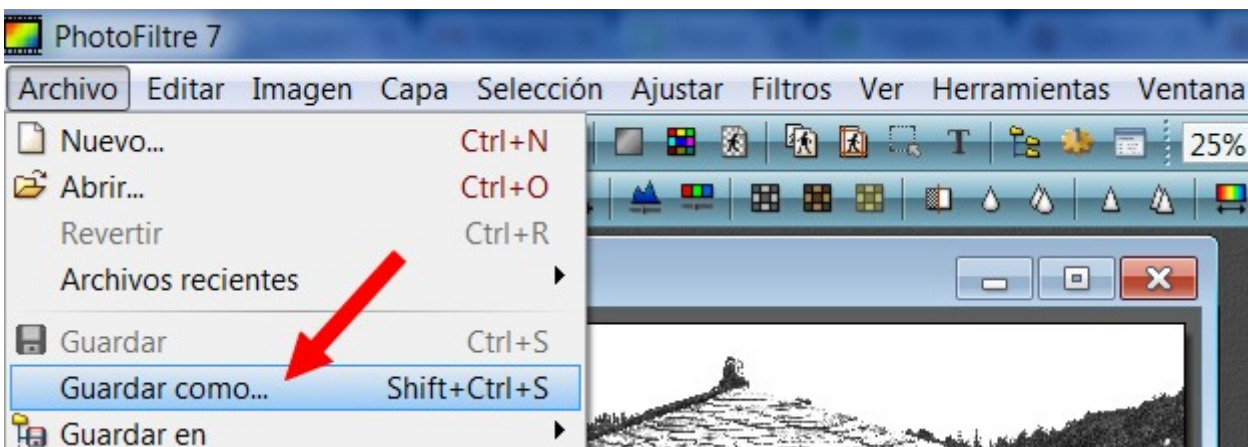 PhotoFiltre 7
Archivo Editar Imagen Capa Selección Ajustar Filtros Ver Herramientas Ventana
Nuevo... Ctrl+N
T 25%
Abrir... Ctrl+O
Revertir Ctrl+R
Archivos recientes
Guardar Ctrl+S
Guardar como... Shift+Ctrl+S
Guardar en